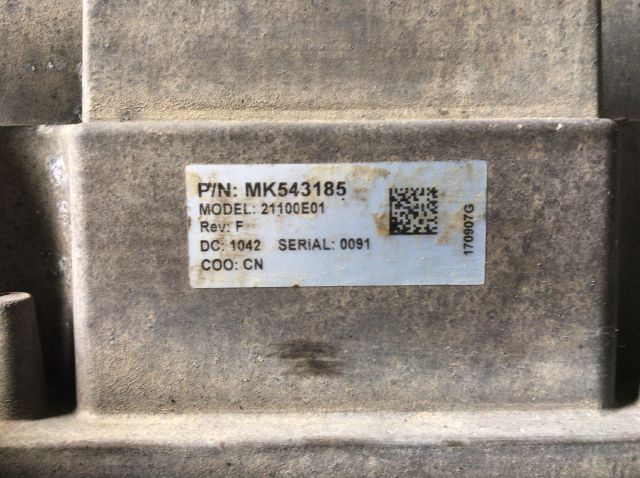 P/N: MK543185
MODEL: 21100E01
Rev: F
DC: 1042 SERIAL: 0091
COO: CN
170907G